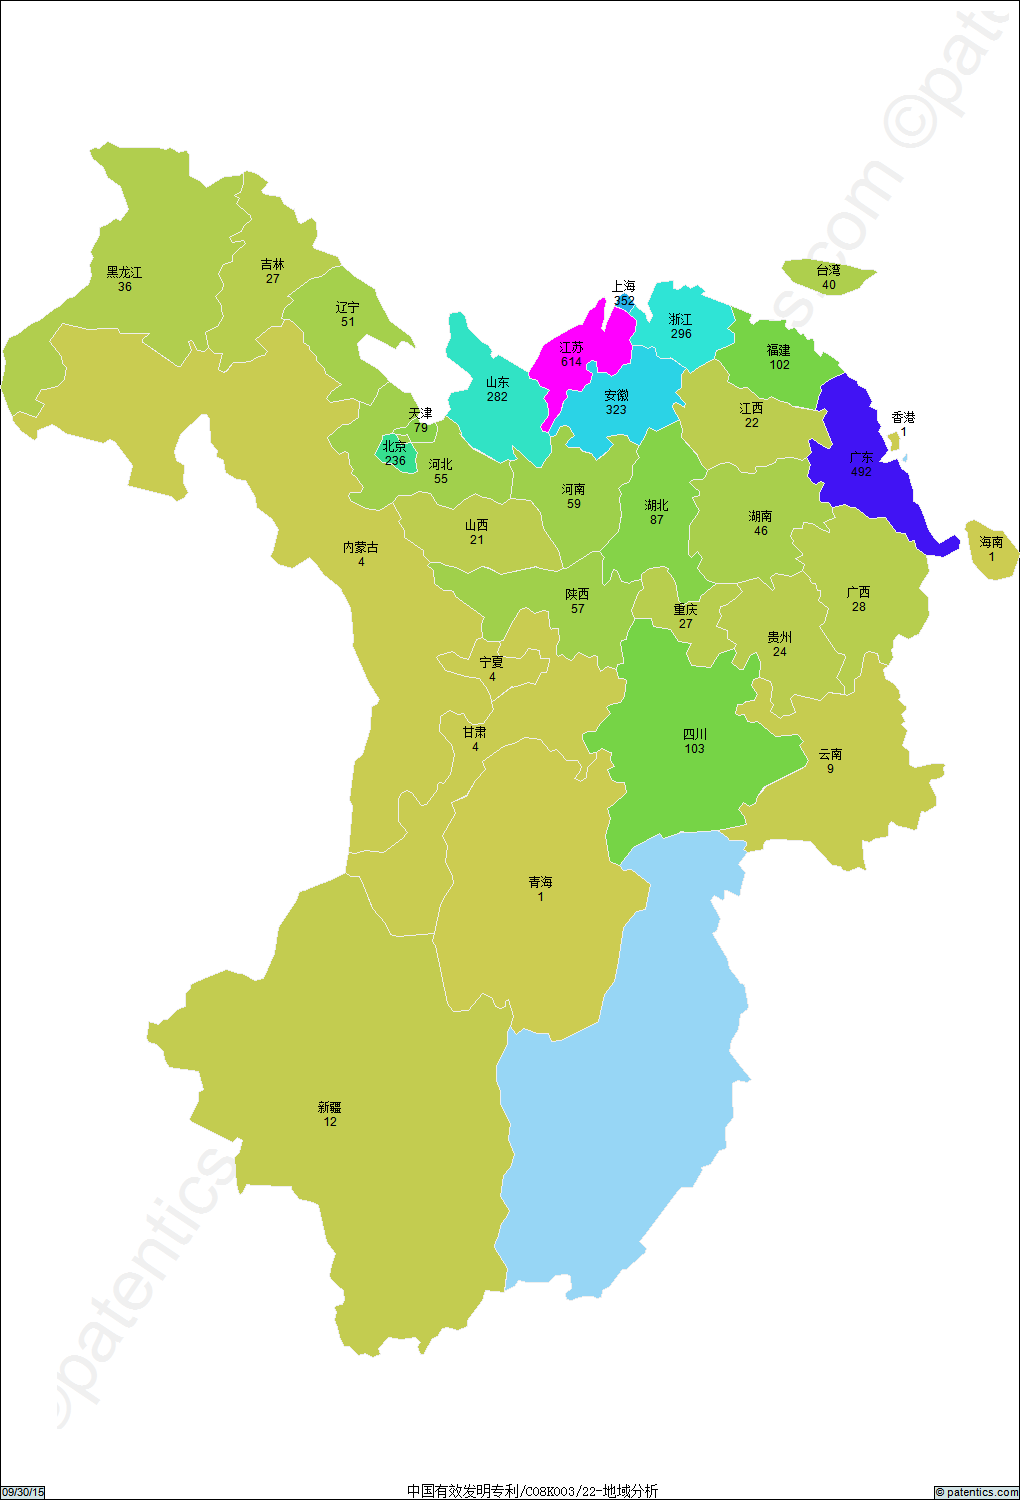 ©patentics.com ©patentics
黑龙江
36
吉林
27
辽宁
51
台湾
40
上海
352
浙江
296
江苏
614
福建
102
山东
282
安徽
323
江西
22
天津
79
香港
1
北京
236
河北
55
广东
492
河南
59
湖北
87
湖南
46
山西
21
内蒙古
4
海南
1
陕西
57
重庆
27
广西
28
贵州
24
宁夏
4
甘肃
4
四川
103
云南
9
青海
1
新疆
12
09/30/15
中国有效发明专利/C08K003/22-地域分析
© patentics.com